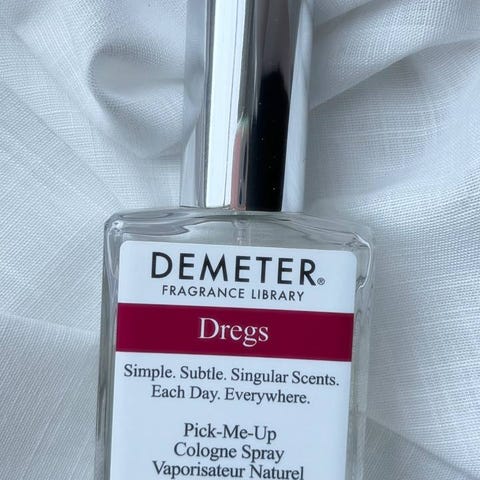 DEMETER®
FRAGRANCE LIBRARY
Dregs
Simple. Subtle. Singular Scents.
Each Day. Everywhere.
Pick-Me-Up
Cologne Spray
Vaporisateur Naturel